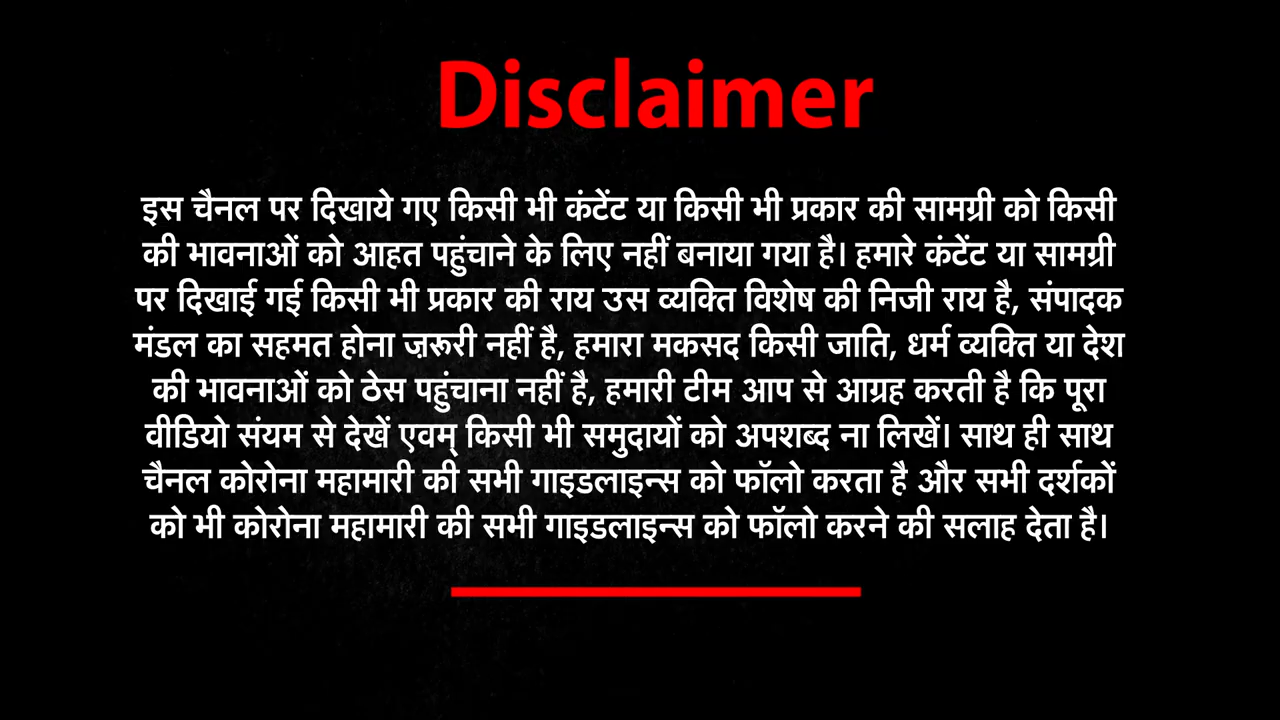 Disclaimer
इस चैनल पर दिखाये गए किसी भी कंटेंट या किसी भी प्रकार की सामग्री को किसी
की भावनाओं को आहत पहुंचाने के लिए नहीं बनाया गया है। हमारे कंटेंट या सामग्री
पर दिखाई गई किसी भी प्रकार की राय उस व्यक्ति विशेष की निजी राय है, संपादक
मंडल का सहमत होना ज़रूरी नहीं है, हमारा मकसद किसी जाति, धर्म व्यक्ति या देश
की भावनाओं को ठेस पहुंचाना नहीं है, हमारी टीम आप से आग्रह करती है कि पूरा
वीडियो संयम से देखें एवम् किसी भी समुदायों को अपशब्द ना लिखें। साथ ही साथ
चैनल कोरोना महामारी की सभी गाइडलाइन्स को फॉलो करता है और सभी दर्शकों
को भी कोरोना महामारी की सभी गाइडलाइन्स को फॉलो करने की सलाह देता है।